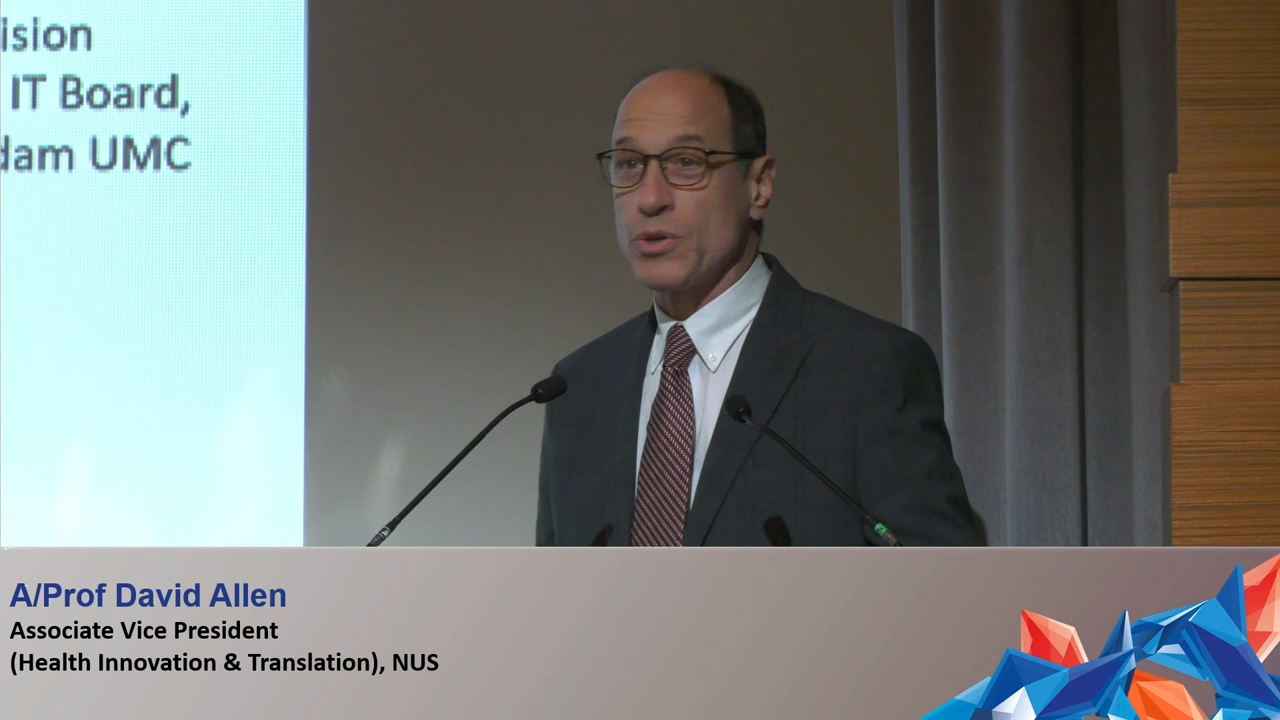 ision
IT Board,
dam UMC
A/Prof David Allen
Associate Vice President
(Health Innovation & Translation), NUS